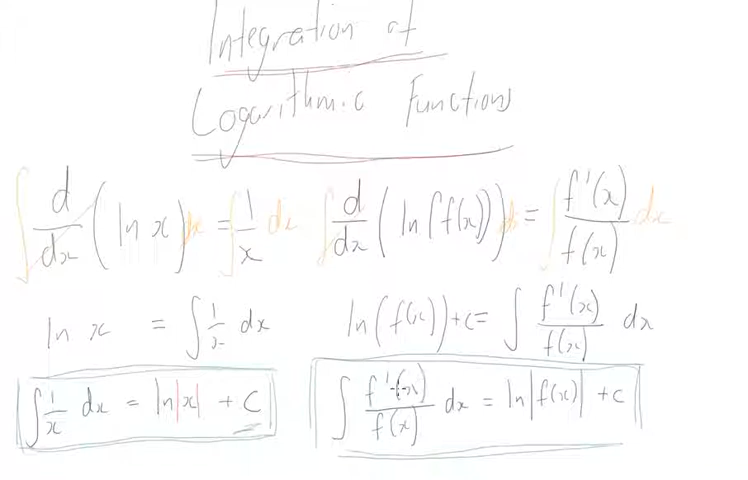 Integration of
Logarithmic Functions
∫ d/dx (ln x) dx = ∫ 1/x dx
∫ d/dx (ln(f(x))) dx = ∫ f'(x)/f(x) dx
ln x = ∫ 1/x dx
ln(f(x)) + c = ∫ f'(x)/f(x) dx
∫ 1/x dx = ln|x| + C
∫ f'(x)/f(x) dx = ln|f(x)| + c